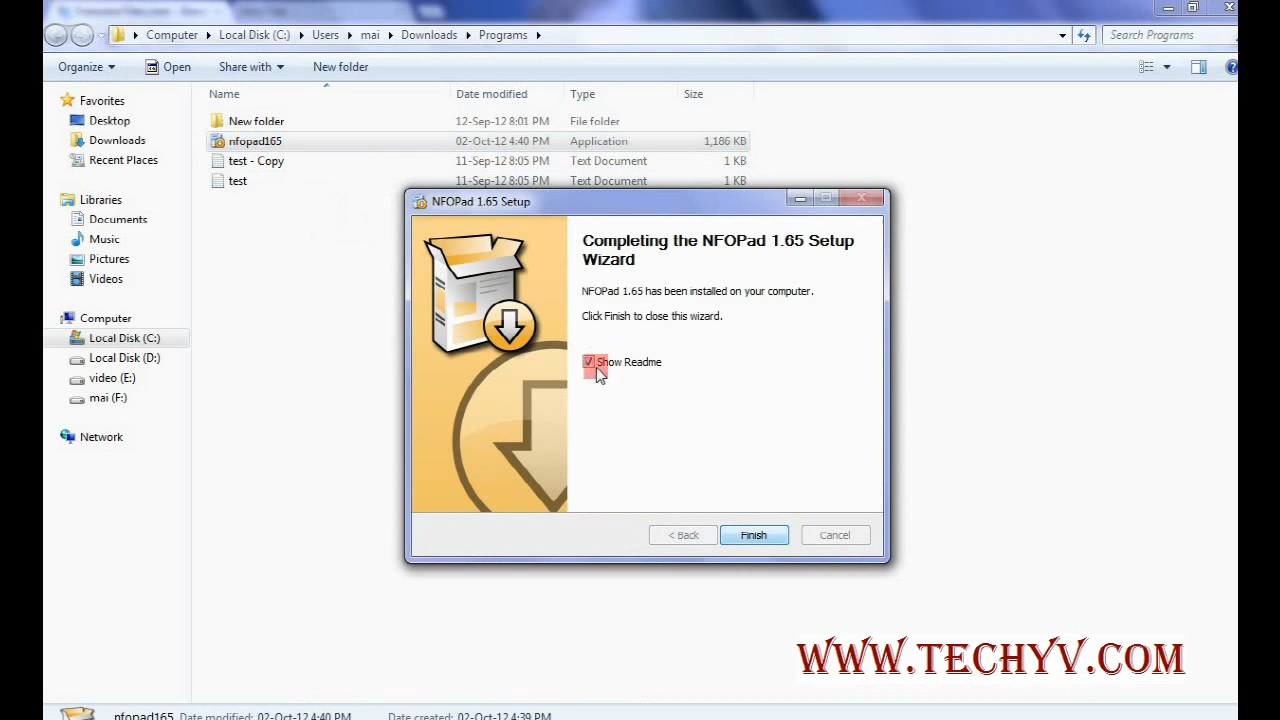 Computer Local Disk (C:) Users mai Downloads Programs Search Programs
Organize Open Share with New folder
Name Date modified Type Size
Favorites
Desktop
Downloads
Recent Places
Libraries
Documents
Music
Pictures
Videos
Computer
Local Disk (C:)
Local Disk (D:)
video (E:)
mai (F:)
Network
New folder 12-Sep-12 8:01 PM File folder
nfopad165 02-Oct-12 4:40 PM Application 1,186 KB
test - Copy 11-Sep-12 8:05 PM Text Document 1 KB
test 11-Sep-12 8:05 PM Text Document 1 KB
NFOPad 1.65 Setup
Completing the NFOPad 1.65 Setup
Wizard
NFOPad 1.65 has been installed on your computer.
Click Finish to close this wizard.
Show Readme
< Back Finish Cancel
WWW.TECHYV.COM
nfopad165 Date modified: 02-Oct-12 4:40 PM Date created: 02-Oct-12 4:39 PM